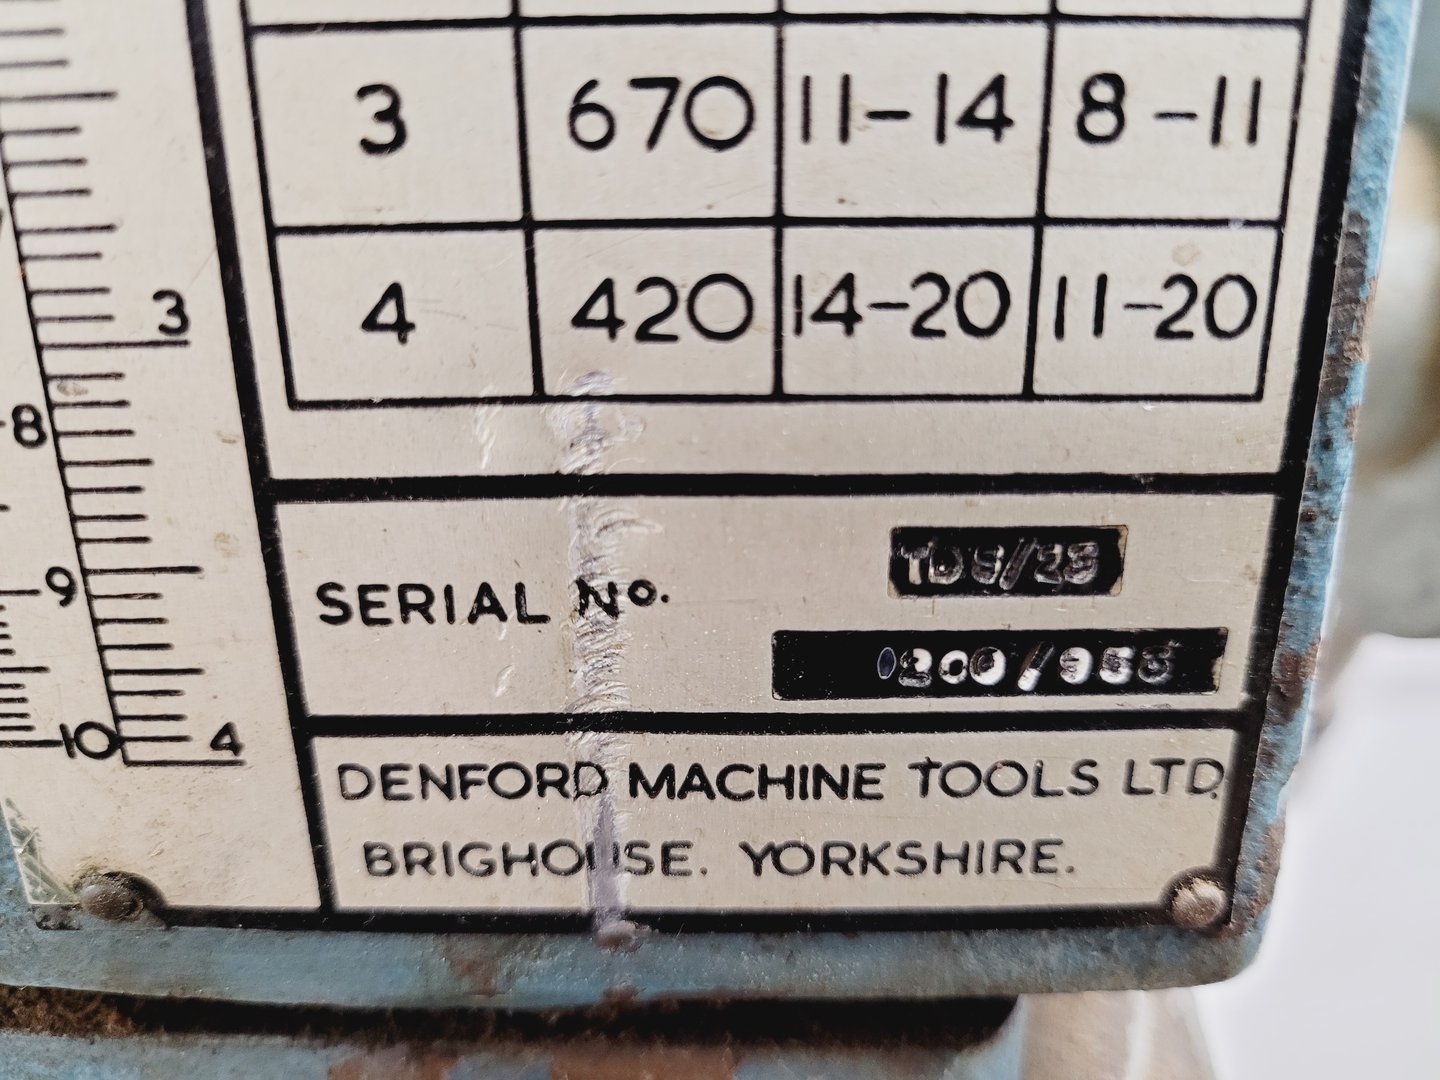 3 670 11-14 8-11
4 420 14-20 11-20
3
8
9
10 4
SERIAL No.
DENFORD MACHINE TOOLS LTD.
BRIGHOUSE. YORKSHIRE.